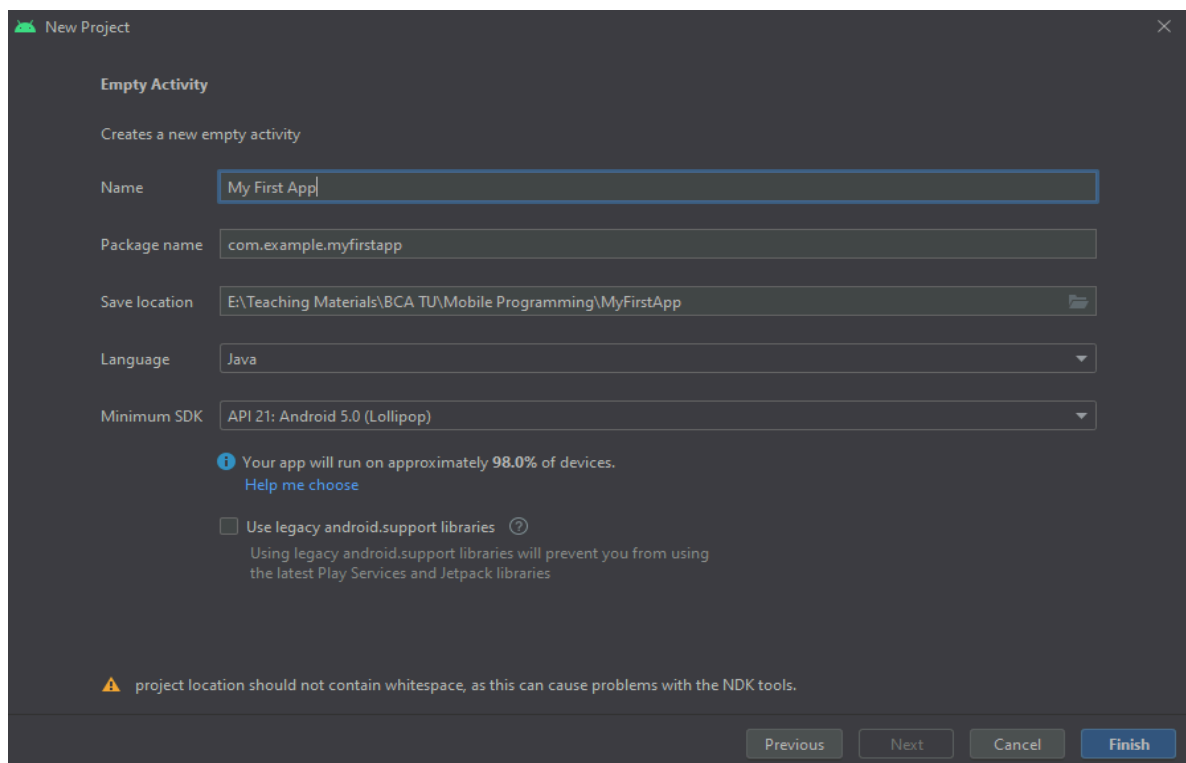 New Project
Empty Activity
Creates a new empty activity
Name My First App
Package name com.example.myfirstapp
Save location E:\Teaching Materials\BCA TU\Mobile Programming\MyFirstApp
Language Java
Minimum SDK API 21: Android 5.0 (Lollipop)
Your app will run on approximately 98.0% of devices.
Help me choose
Use legacy android.support libraries ?
Using legacy android.support libraries will prevent you from using
the latest Play Services and Jetpack libraries
project location should not contain whitespace, as this can cause problems with the NDK tools.
Previous Next Cancel Finish